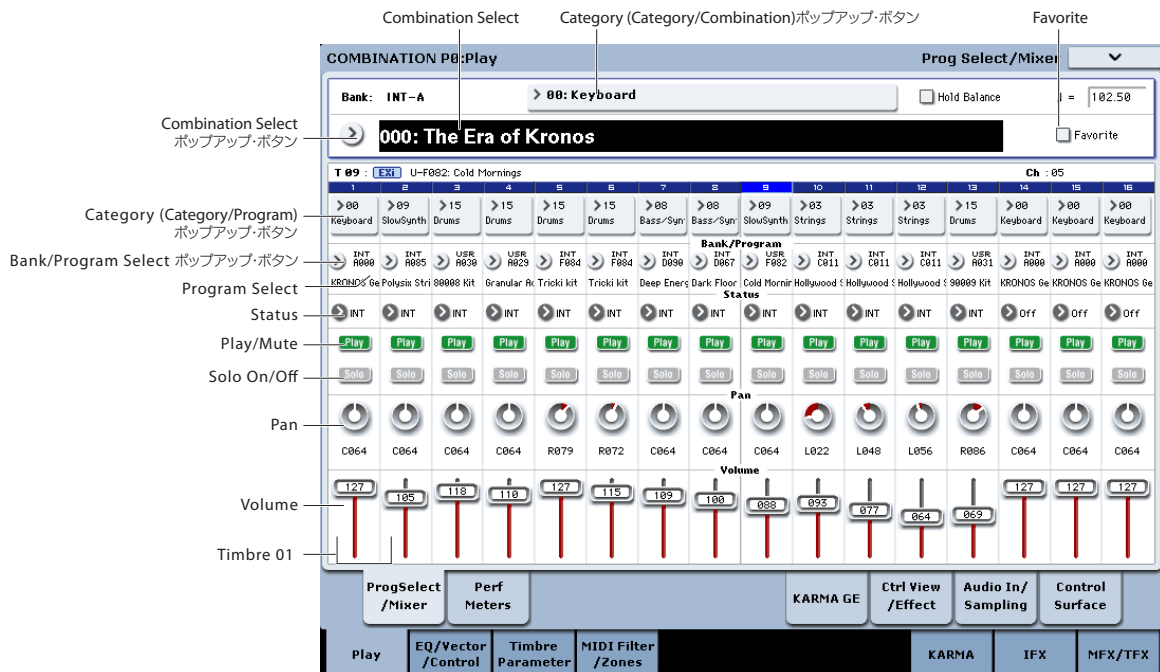 Combination Select
Category (Category/Combination)ポップアップ・ボタン
Favorite
COMBINATION P0:Play
Prog Select/Mixer
Bank: INT-A
00: Keyboard
Hold Balance
♩ = 102.50
Combination Select
ポップアップ・ボタン
000: The Era of Kronos
Favorite
T 09 : EXi U-F082: Cold Mornings
Ch : 05
1 2 3 4 5 6 7 8 9 10 11 12 13 14 15 16
Category (Category/Program)
ポップアップ・ボタン
00 09 15 15 15 15 08 08 09 03 03 03 15 00 00 00
Keyboard SlowSynth Drums Drums Drums Drums Bass/Syn Bass/Syn SlowSynth Strings Strings Strings Drums Keyboard Keyboard Keyboard
Bank/Program
Bank/Program Select ポップアップ・ボタン
INT INT USR USR INT INT INT INT USR INT INT INT USR INT INT INT
A000 A085 A030 A029 F084 F084 D090 D067 F082 C011 C011 C011 A031 A000 A000 A000
Program Select
KRONOS Ge Polysix Stri 80008 Kit Granular Tricki kit Tricki kit Deep Energ Dark Floor Cold Mornin Hollywood S Hollywood S Hollywood S 90009 Kit KRONOS Ge KRONOS Ge KRONOS Ge
Status
Status
INT INT INT INT INT INT INT INT INT INT INT INT INT Off Off Off
Play/Mute
Play Play Play Play Play Play Play Play Play Play Play Play Play Play Play Play
Solo On/Off
Solo Solo Solo Solo Solo Solo Solo Solo Solo Solo Solo Solo Solo Solo Solo Solo
Pan
Pan
C064 C064 C064 C064 R079 R072 C064 C064 C064 L022 L048 L056 R086 C064 C064 C064
Volume
Volume
127 105 118 110 127 115 109 100 088 093 077 064 069 127 127 127
Timbre 01
ProgSelect
/Mixer
Perf
Meters
KARMA GE
Ctrl View
/Effect
Audio In/
Sampling
Control
Surface
Play
EQ/Vector
/Control
Timbre
Parameter
MIDI Filter
/Zones
KARMA
IFX
MFX/TFX